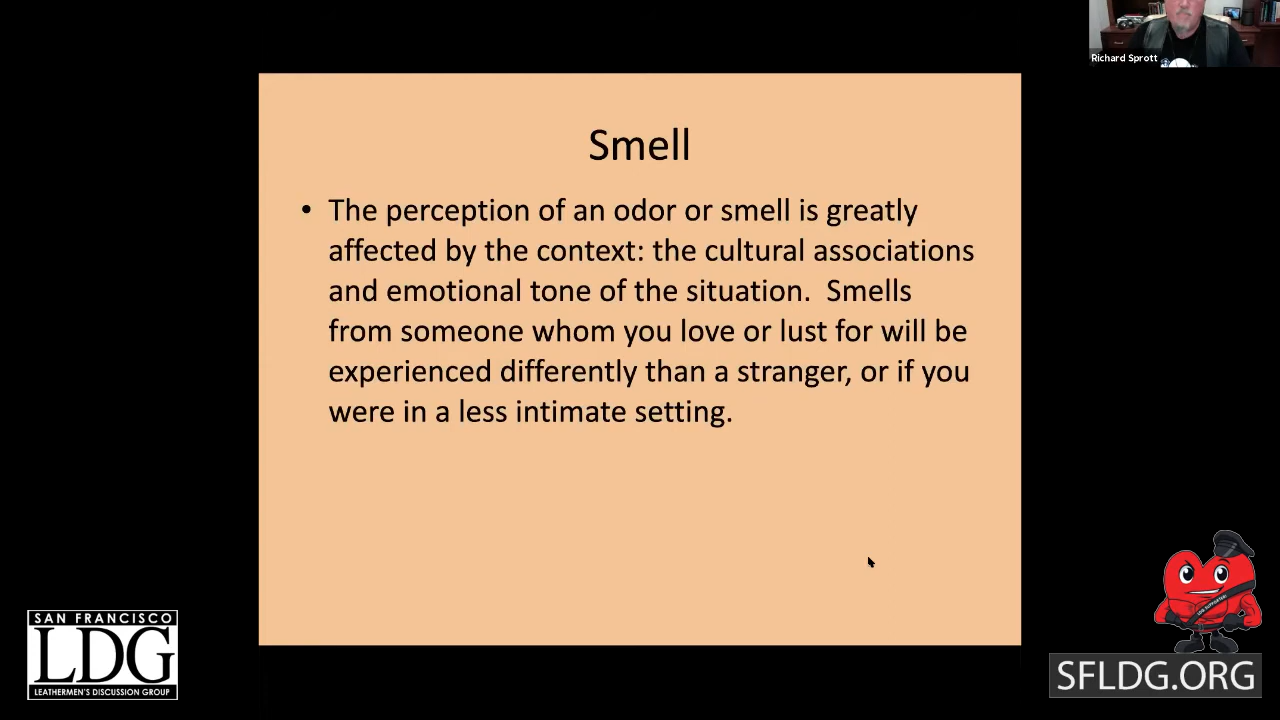 Richard Sprott
Smell
• The perception of an odor or smell is greatly
affected by the context: the cultural associations
and emotional tone of the situation.  Smells
from someone whom you love or lust for will be
experienced differently than a stranger, or if you
were in a less intimate setting.
SAN FRANCISCO
LDG
LEATHERMEN'S DISCUSSION GROUP
LDG SUPPORTER!
SFLDG.ORG